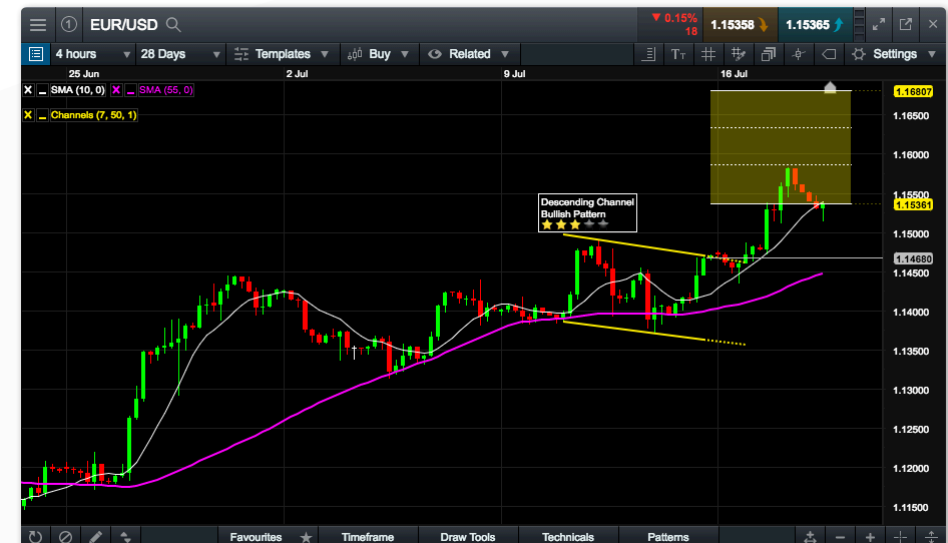 1 EUR/USD 0.15% 18 1.15358 1.15365
4 hours 28 Days Templates Buy Related Settings
25 Jun 2 Jul 9 Jul 16 Jul
X SMA (10, 0) X SMA (55, 0)
X Channels (7, 50, 1)
1.16807
1.16500
1.16000
1.15500
1.15361
1.15000
1.14680
1.14500
1.14000
1.13500
1.13000
1.12500
1.12000
1.11500
Descending Channel
Bullish Pattern
Favourites Timeframe Draw Tools Technicals Patterns